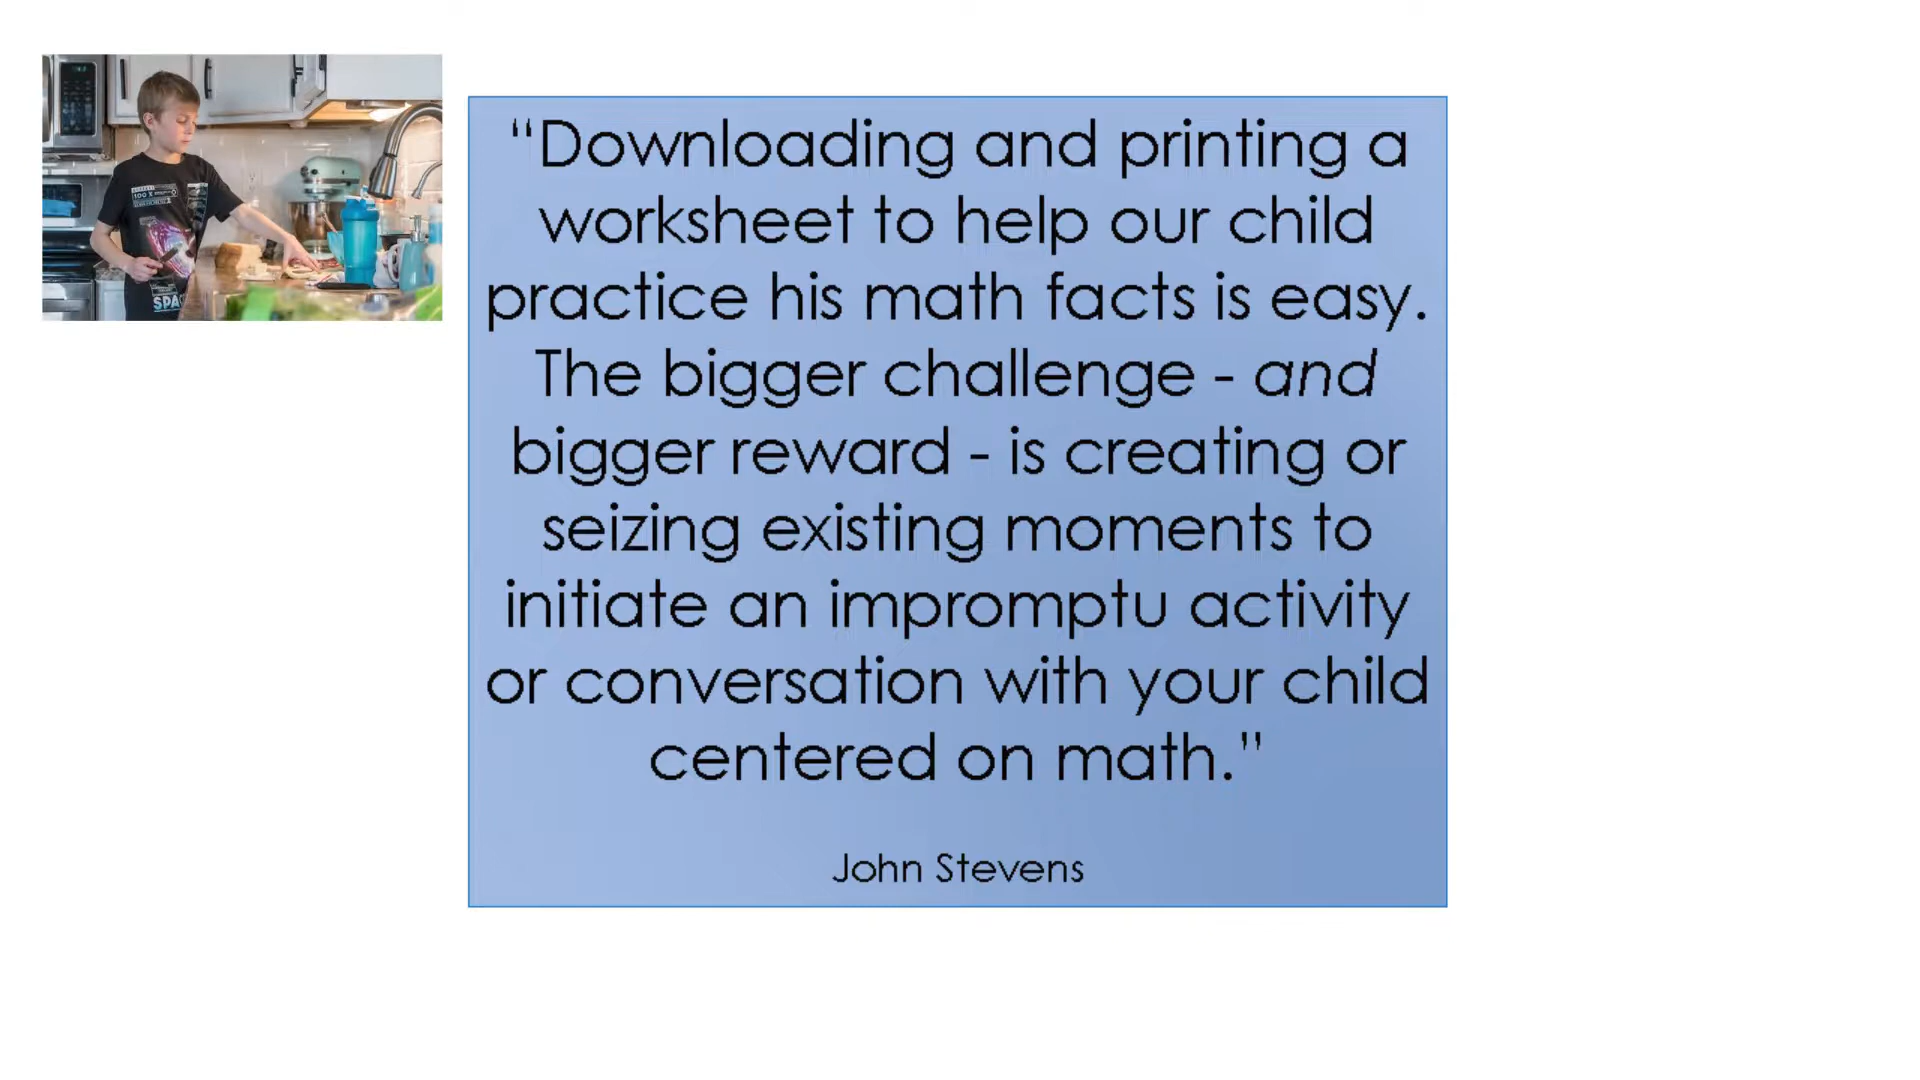 “Downloading and printing a
worksheet to help our child
practice his math facts is easy.
The bigger challenge - and
bigger reward - is creating or
seizing existing moments to
initiate an impromptu activity
or conversation with your child
centered on math.”
John Stevens
100 X
SPA